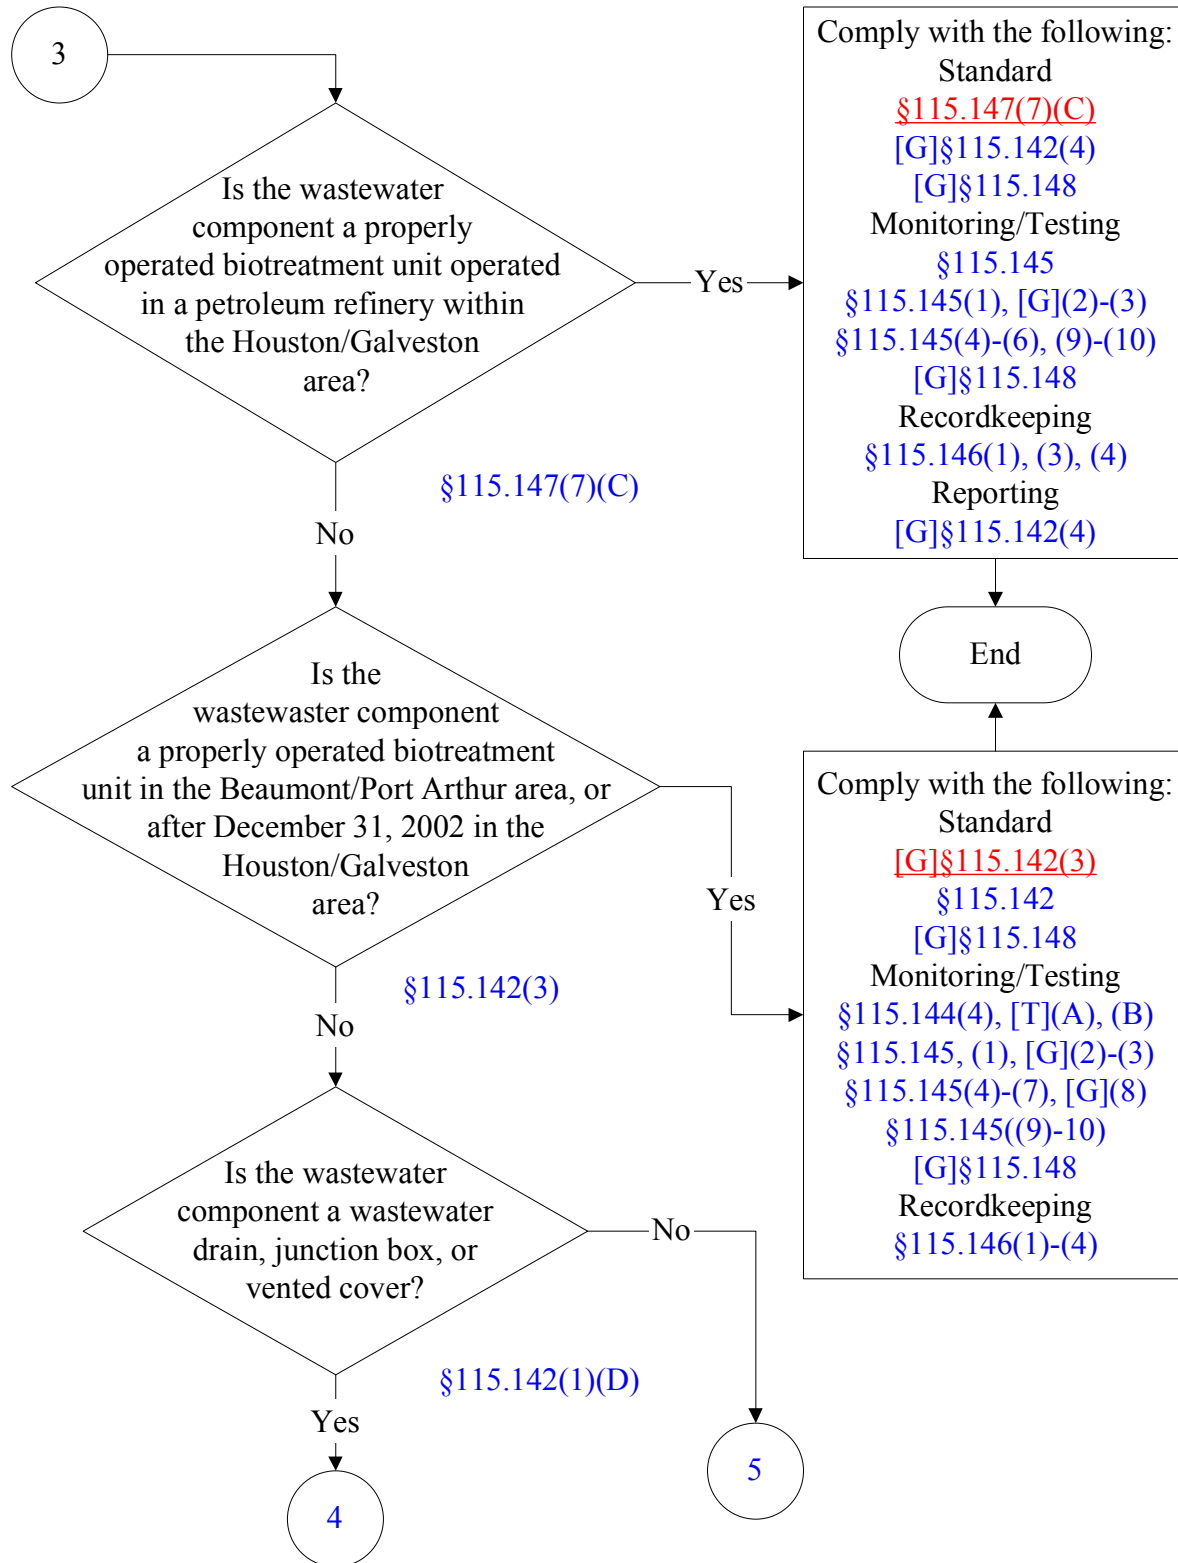 3
Is the wastewater
component a properly
operated biotreatment unit operated
in a petroleum refinery within
the Houston/Galveston
area?
Yes
Comply with the following:
Standard
§115.147(7)(C)
[G]§115.142(4)
[G]§115.148
Monitoring/Testing
§115.145
§115.145(1), [G](2)-(3)
§115.145(4)-(6), (9)-(10)
[G]§115.148
Recordkeeping
§115.146(1), (3), (4)
Reporting
[G]§115.142(4)
§115.147(7)(C)
No
End
Is the
wastewaster component
a properly operated biotreatment
unit in the Beaumont/Port Arthur area, or
after December 31, 2002 in the
Houston/Galveston
area?
Yes
Comply with the following:
Standard
[G]§115.142(3)
§115.142
[G]§115.148
Monitoring/Testing
§115.144(4), [T](A), (B)
§115.145, (1), [G](2)-(3)
§115.145(4)-(7), [G](8)
§115.145((9)-10)
[G]§115.148
Recordkeeping
§115.146(1)-(4)
§115.142(3)
No
Is the wastewater
component a wastewater
drain, junction box, or
vented cover?
No
§115.142(1)(D)
Yes
5
4